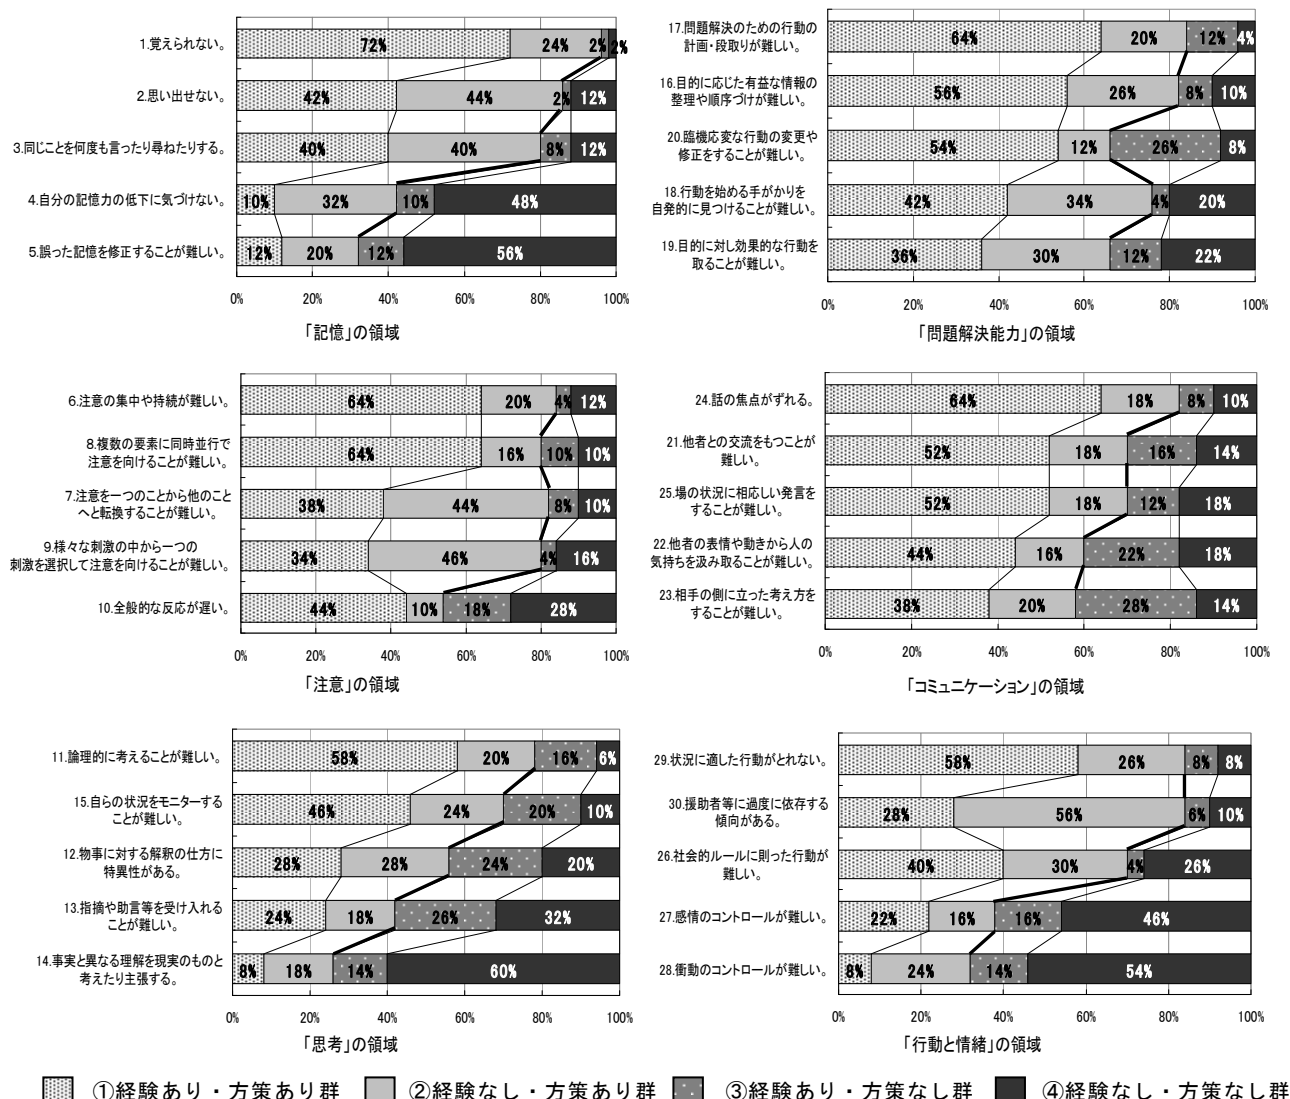 1.覚えられない。
72% 24% 2% 2%
2.思い出せない。
42% 44% 2% 12%
3.同じことを何度も言ったり尋ねたりする。
40% 40% 8% 12%
4.自分の記憶力の低下に気づけない。
10% 32% 10% 48%
5.誤った記憶を修正することが難しい。
12% 20% 12% 56%
0% 20% 40% 60% 80% 100%
「記憶」の領域
17.問題解決のための行動の
計画・段取りが難しい。
64% 20% 12% 4%
16.目的に応じた有益な情報の
整理や順序づけが難しい。
56% 26% 8% 10%
20.臨機応変な行動の変更や
修正をすることが難しい。
54% 12% 26% 8%
18.行動を始める手がかりを
自発的に見つけることが難しい。
42% 34% 4% 20%
19.目的に対し効果的な行動を
取ることが難しい。
36% 30% 12% 22%
0% 20% 40% 60% 80% 100%
「問題解決能力」の領域
6.注意の集中や持続が難しい。
64% 20% 4% 12%
8.複数の要素に同時並行で
注意を向けることが難しい。
64% 16% 10% 10%
7.注意を一つのことから他のこと
へと転換することが難しい。
38% 44% 8% 10%
9.様々な刺激の中から一つの
刺激を選択して注意を向けることが難しい。
34% 46% 4% 16%
10.全般的な反応が遅い。
44% 10% 18% 28%
0% 20% 40% 60% 80% 100%
「注意」の領域
24.話の焦点がずれる。
64% 18% 8% 10%
21.他者との交流をもつことが
難しい。
52% 18% 16% 14%
25.場の状況に相応しい発言を
することが難しい。
52% 18% 12% 18%
22.他者の表情や動きから人の
気持ちを汲み取ることが難しい。
44% 16% 22% 18%
23.相手の側に立った考え方を
することが難しい。
38% 20% 28% 14%
0% 20% 40% 60% 80% 100%
「コミュニケーション」の領域
11.論理的に考えることが難しい。
58% 20% 16% 6%
15.自らの状況をモニターする
ことが難しい。
46% 24% 20% 10%
12.物事に対する解釈の仕方に
特異性がある。
28% 28% 24% 20%
13.指摘や助言等を受け入れる
ことが難しい。
24% 18% 26% 32%
14.事実と異なる理解を現実のものと
考えたり主張する。
8% 18% 14% 60%
0% 20% 40% 60% 80% 100%
「思考」の領域
29.状況に適した行動がとれない。
58% 26% 8% 8%
30.援助者等に過度に依存する
傾向がある。
28% 56% 6% 10%
26.社会的ルールに則った行動が
難しい。
40% 30% 4% 26%
27.感情のコントロールが難しい。
22% 16% 16% 46%
28.衝動のコントロールが難しい。
8% 24% 14% 54%
0% 20% 40% 60% 80% 100%
「行動と情緒」の領域
①経験あり・方策あり群 ②経験なし・方策あり群 ③経験あり・方策なし群 ④経験なし・方策なし群